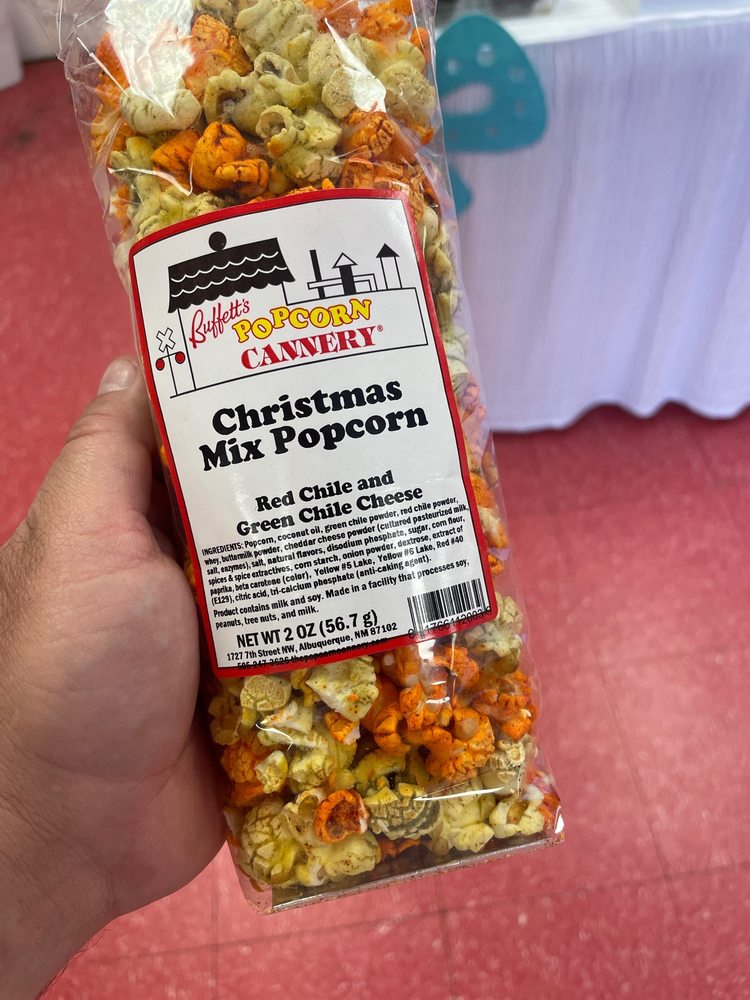 Buffett's
POPCORN
CANNERY®
Christmas
Mix Popcorn
Red Chile and
Green Chile Cheese
INGREDIENTS: Popcorn, coconut oil, green chile powder, red chile powder,
whey, buttermilk powder, cheddar cheese powder (cultured pasteurized milk,
salt, enzymes), salt, natural flavors, disodium phosphate, sugar, corn flour,
spices & spice extractives, corn starch, onion powder, dextrose, extract of
paprika, beta carotene (color), Yellow #5 Lake, Yellow #6 Lake, Red #40
(E129), citric acid, tri-calcium phosphate (anti-caking agent).
Product contains milk and soy. Made in a facility that processes soy,
peanuts, tree nuts, and milk.
NET WT 2 OZ (56.7 g)
1727 7th Street NW, Albuquerque, NM 87102